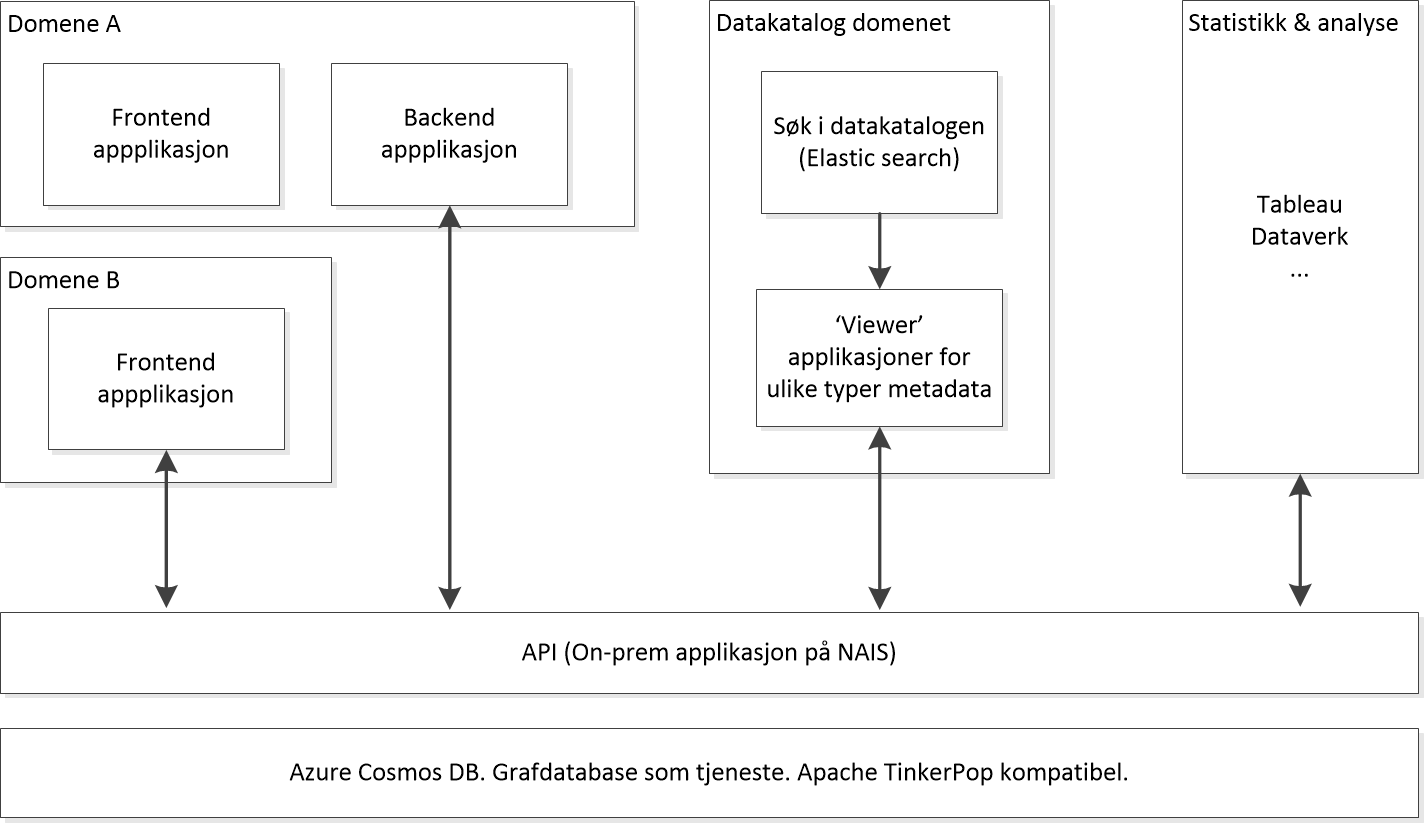 Domene A
Frontend
appplikasjon
Backend
appplikasjon
Domene B
Frontend
appplikasjon
Datakatalog domenet
Søk i datakatalogen
(Elastic search)
‘Viewer’
applikasjoner for
ulike typer metadata
Statistikk & analyse
Tableau
Dataverk
...
API (On-prem applikasjon på NAIS)
Azure Cosmos DB. Grafdatabase som tjeneste. Apache TinkerPop kompatibel.